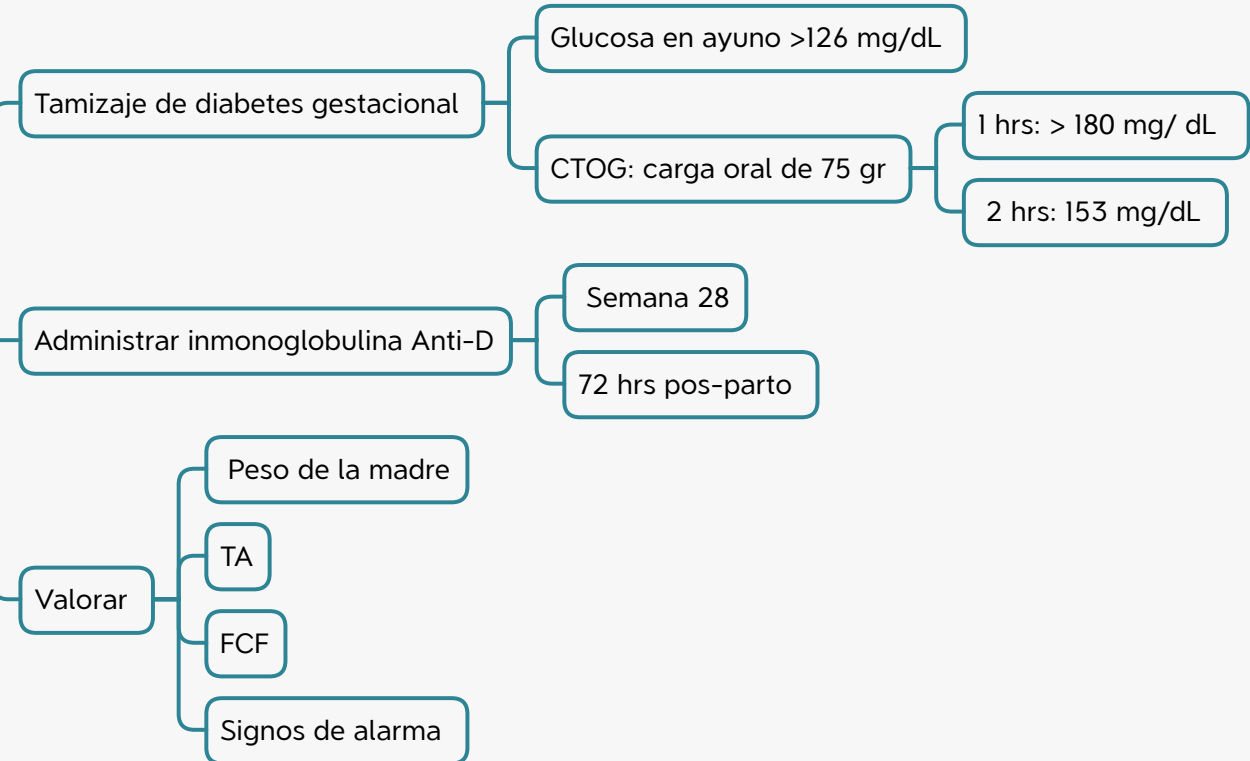 Tamizaje de diabetes gestacional
Glucosa en ayuno >126 mg/dL
CTOG: carga oral de 75 gr
1 hrs: > 180 mg/ dL
2 hrs: 153 mg/dL
Administrar inmonoglobulina Anti-D
Semana 28
72 hrs pos-parto
Valorar
Peso de la madre
TA
FCF
Signos de alarma